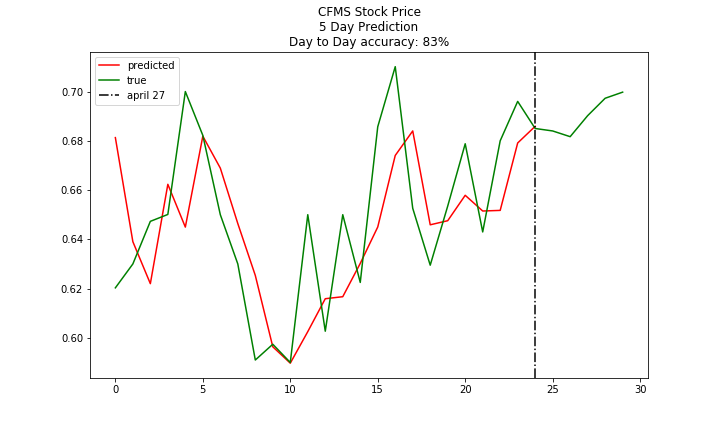 CFMS Stock Price
5 Day Prediction
Day to Day accuracy: 83%
predicted
true
april 27
0.70
0.68
0.66
0.64
0.62
0.60
0 5 10 15 20 25 30